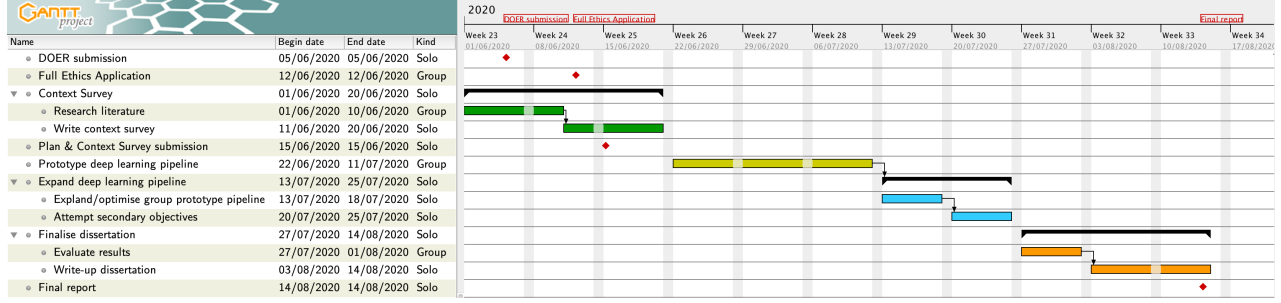 GANTT
project
2020
DOER submission Full Ethics Application Final report
Week 23 Week 24 Week 25 Week 26 Week 27 Week 28 Week 29 Week 30 Week 31 Week 32 Week 33 Week 34
Name Begin date End date Kind 01/06/2020 08/06/2020 15/06/2020 22/06/2020 29/06/2020 06/07/2020 13/07/2020 20/07/2020 27/07/2020 03/08/2020 10/08/2020 17/08/2020
DOER submission 05/06/2020 05/06/2020 Solo
Full Ethics Application 12/06/2020 12/06/2020 Group
Context Survey 01/06/2020 20/06/2020 Solo
Research literature 01/06/2020 10/06/2020 Group
Write context survey 11/06/2020 20/06/2020 Solo
Plan & Context Survey submission 15/06/2020 15/06/2020 Solo
Prototype deep learning pipeline 22/06/2020 11/07/2020 Group
Expand deep learning pipeline 13/07/2020 25/07/2020 Solo
Expland/optimise group prototype pipeline 13/07/2020 18/07/2020 Solo
Attempt secondary objectives 20/07/2020 25/07/2020 Solo
Finalise dissertation 27/07/2020 14/08/2020 Solo
Evaluate results 27/07/2020 01/08/2020 Group
Write-up dissertation 03/08/2020 14/08/2020 Solo
Final report 14/08/2020 14/08/2020 Solo